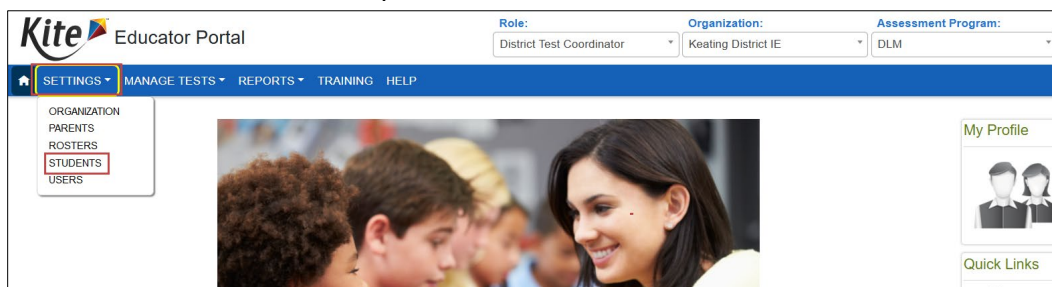 Kite Educator Portal
Role:
District Test Coordinator
Organization:
Keating District IE
Assessment Program:
DLM
SETTINGS MANAGE TESTS REPORTS TRAINING HELP
ORGANIZATION
PARENTS
ROSTERS
STUDENTS
USERS
My Profile
Quick Links